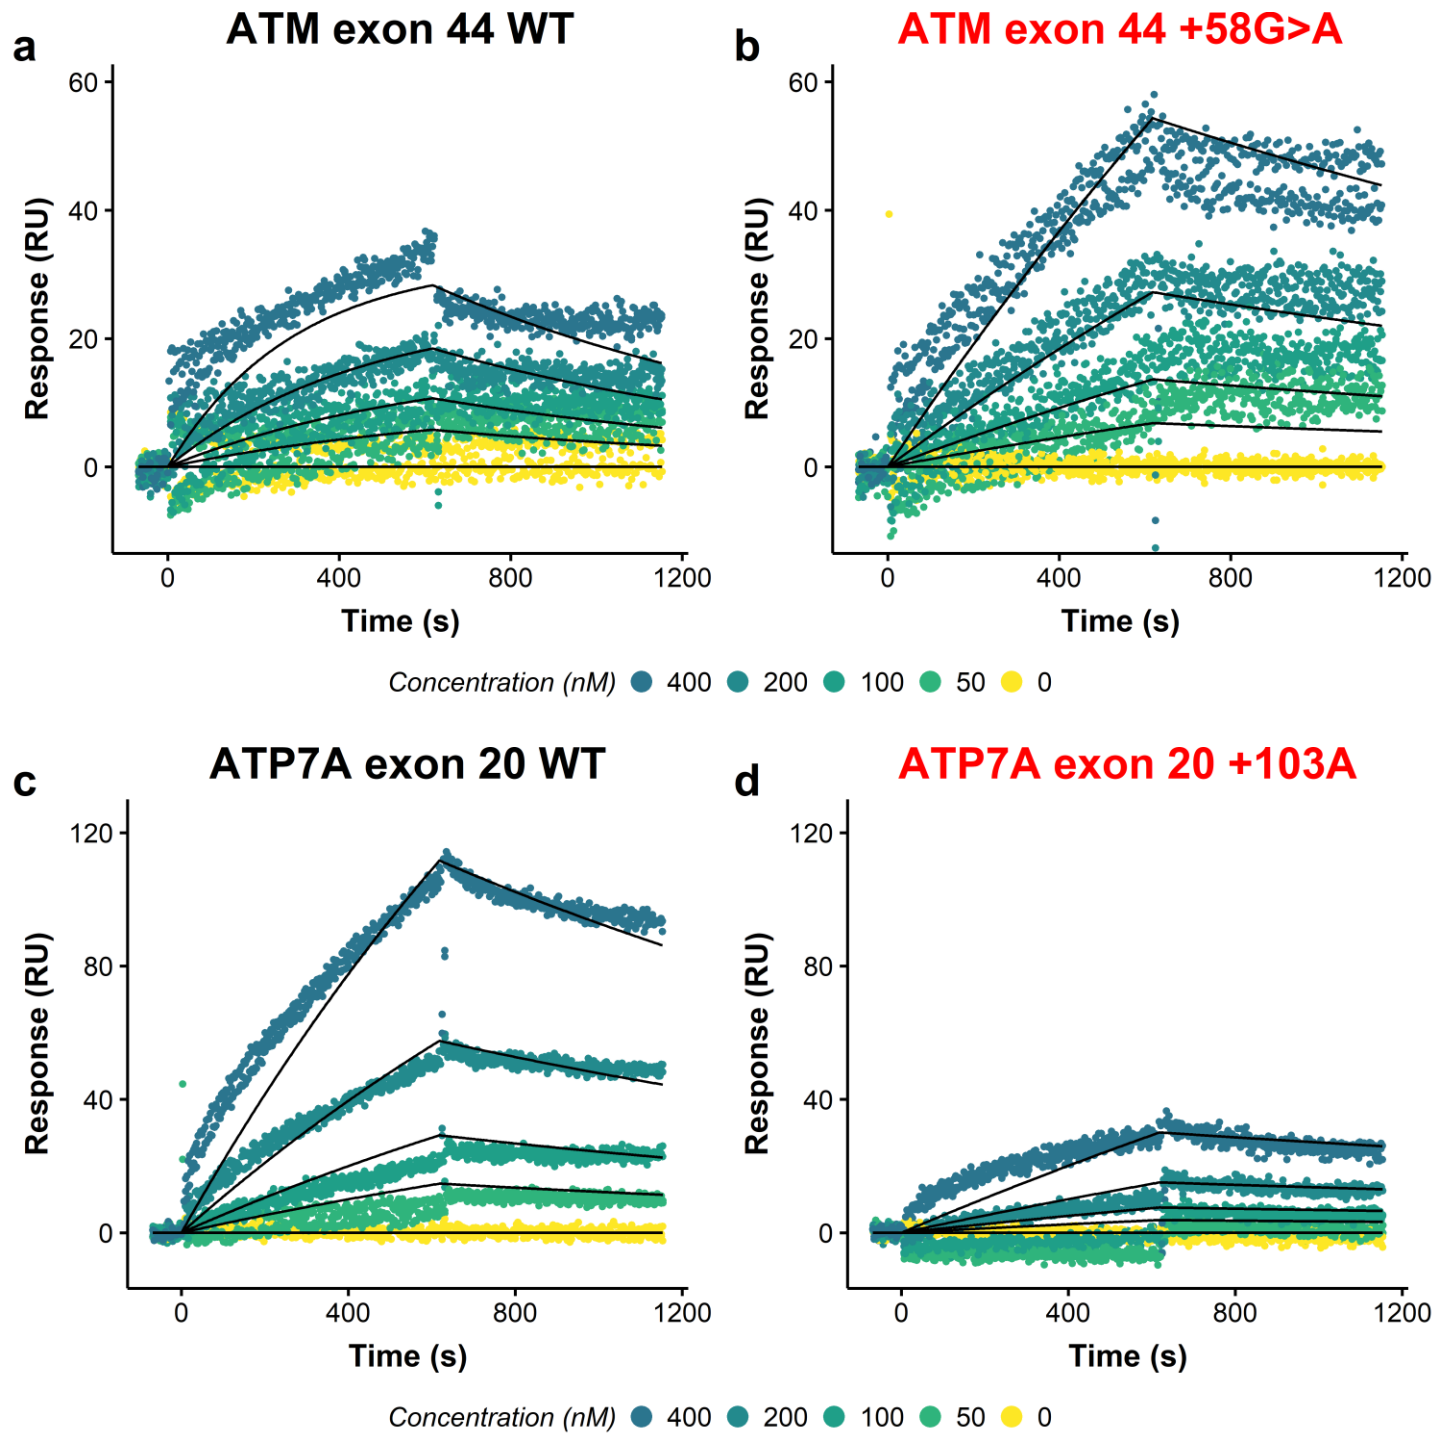 a ATM exon 44 WT
60
40
20
0
Response (RU)
0 400 800 1200
Time (s)
b ATM exon 44 +58G>A
60
40
20
0
Response (RU)
0 400 800 1200
Time (s)
Concentration (nM) 400 200 100 50 0
c ATP7A exon 20 WT
120
80
40
0
Response (RU)
0 400 800 1200
Time (s)
d ATP7A exon 20 +103A
120
80
40
0
Response (RU)
0 400 800 1200
Time (s)
Concentration (nM) 400 200 100 50 0